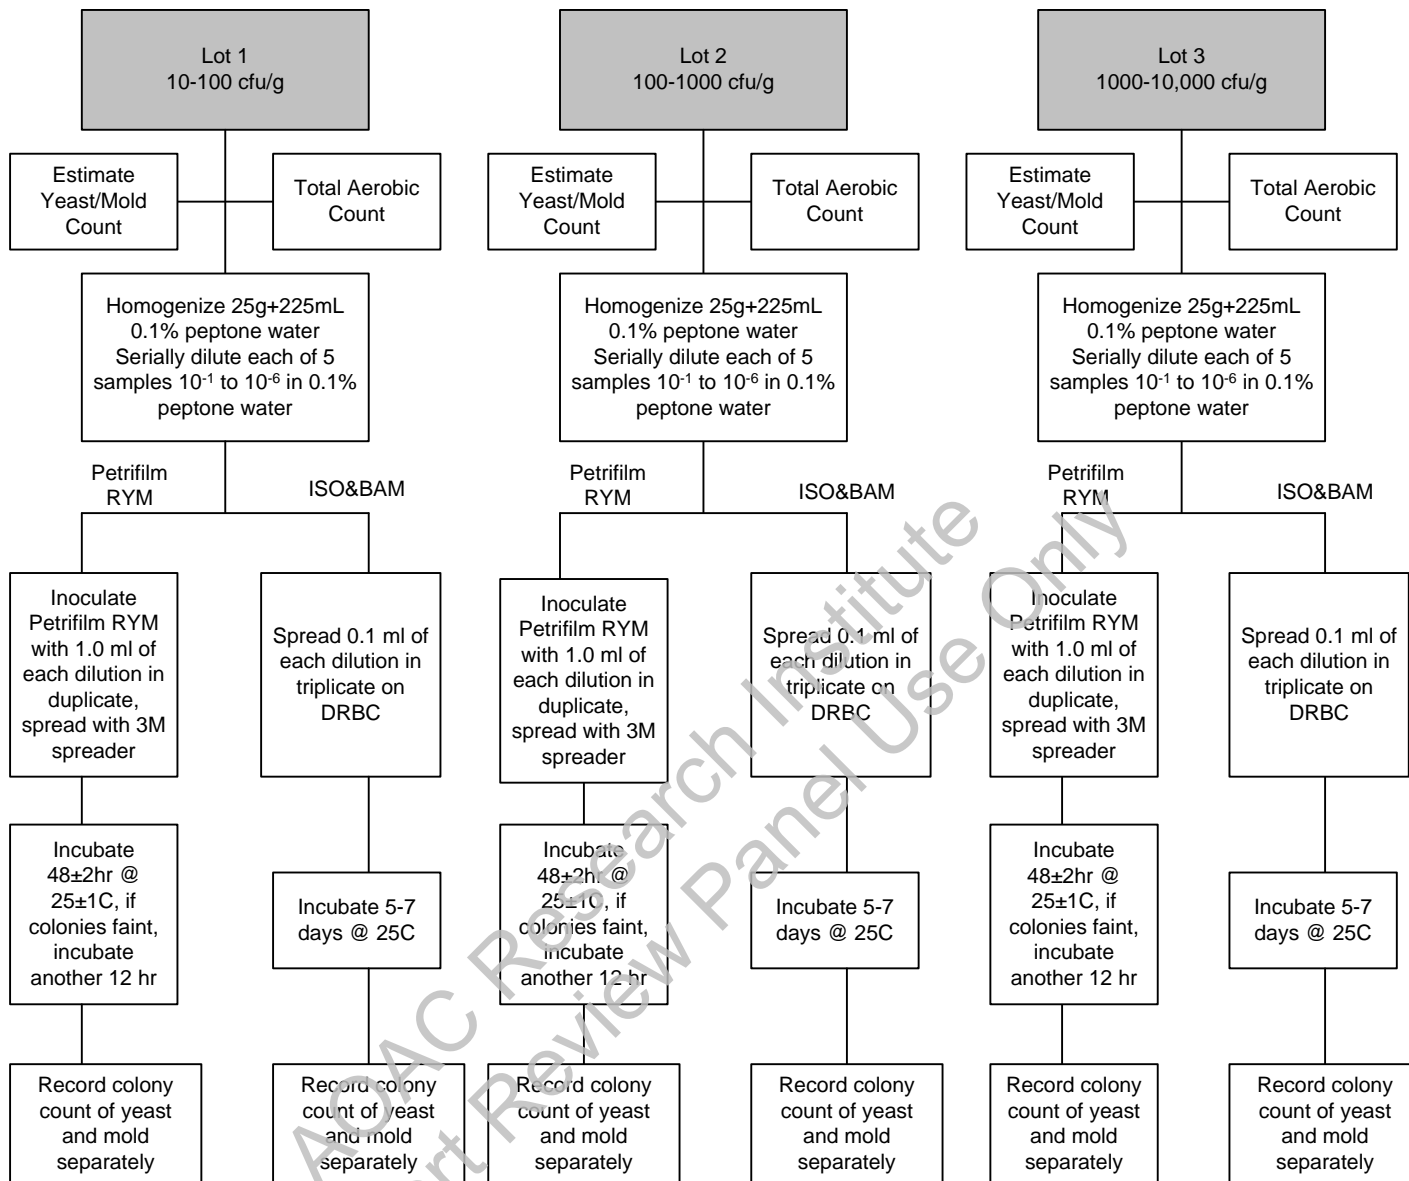 Lot 1
10-100 cfu/g
Lot 2
100-1000 cfu/g
Lot 3
1000-10,000 cfu/g
Estimate
Yeast/Mold
Count
Total Aerobic
Count
Estimate
Yeast/Mold
Count
Total Aerobic
Count
Estimate
Yeast/Mold
Count
Total Aerobic
Count
Homogenize 25g+225mL
0.1% peptone water
Serially dilute each of 5
samples 10⁻¹ to 10⁻⁶ in 0.1%
peptone water
Homogenize 25g+225mL
0.1% peptone water
Serially dilute each of 5
samples 10⁻¹ to 10⁻⁶ in 0.1%
peptone water
Homogenize 25g+225mL
0.1% peptone water
Serially dilute each of 5
samples 10⁻¹ to 10⁻⁶ in 0.1%
peptone water
Petrifilm
RYM
ISO&BAM
Petrifilm
RYM
ISO&BAM
Petrifilm
RYM
ISO&BAM
Inoculate
Petrifilm RYM
with 1.0 ml of
each dilution in
duplicate,
spread with 3M
spreader
Spread 0.1 ml of
each dilution in
triplicate on
DRBC
Inoculate
Petrifilm RYM
with 1.0 ml of
each dilution in
duplicate,
spread with 3M
spreader
Spread 0.1 ml of
each dilution in
triplicate on
DRBC
Inoculate
Petrifilm RYM
with 1.0 ml of
each dilution in
duplicate,
spread with 3M
spreader
Spread 0.1 ml of
each dilution in
triplicate on
DRBC
Incubate
48±2hr @
25±1C, if
colonies faint,
incubate
another 12 hr
Incubate 5-7
days @ 25C
Incubate
48±2hr @
25±1C, if
colonies faint,
incubate
another 12 hr
Incubate 5-7
days @ 25C
Incubate
48±2hr @
25±1C, if
colonies faint,
incubate
another 12 hr
Incubate 5-7
days @ 25C
Record colony
count of yeast
and mold
separately
Record colony
count of yeast
and mold
separately
Record colony
count of yeast
and mold
separately
Record colony
count of yeast
and mold
separately
Record colony
count of yeast
and mold
separately
Record colony
count of yeast
and mold
separately
AOAC Research Institute
Review Panel Use Only